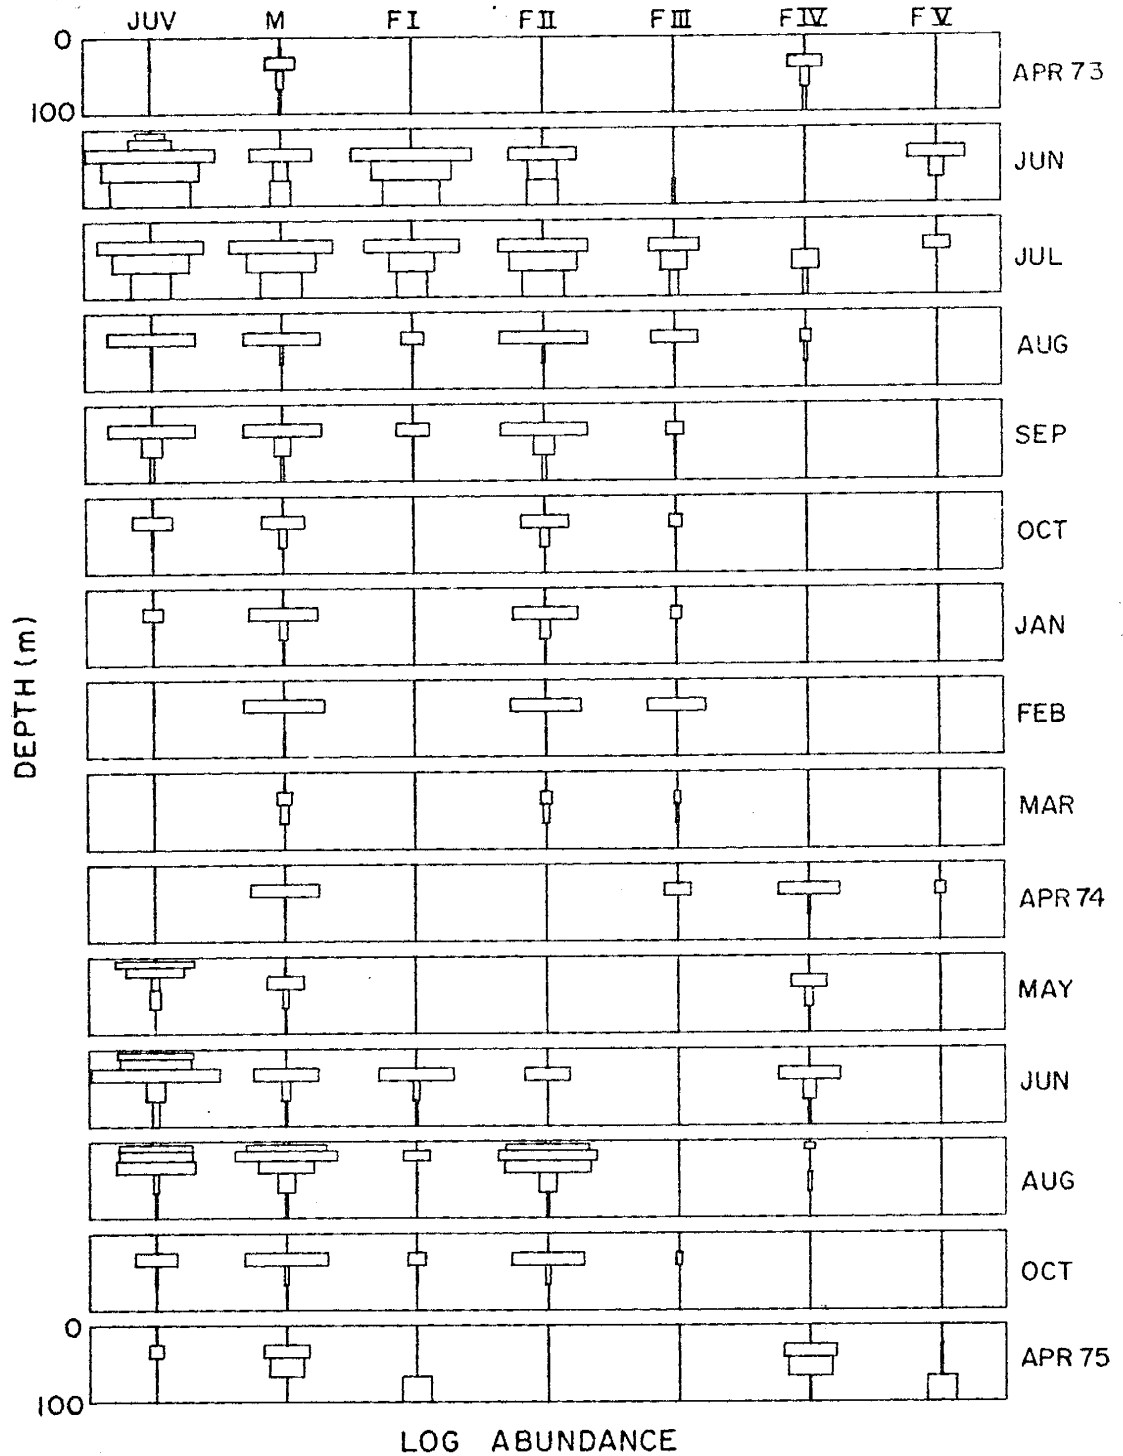 JUV M F I F II F III F IV F V
0
APR 73
100
JUN
JUL
AUG
SEP
OCT
JAN
DEPTH (m)
FEB
MAR
APR 74
MAY
JUN
AUG
OCT
0
APR 75
100
LOG ABUNDANCE